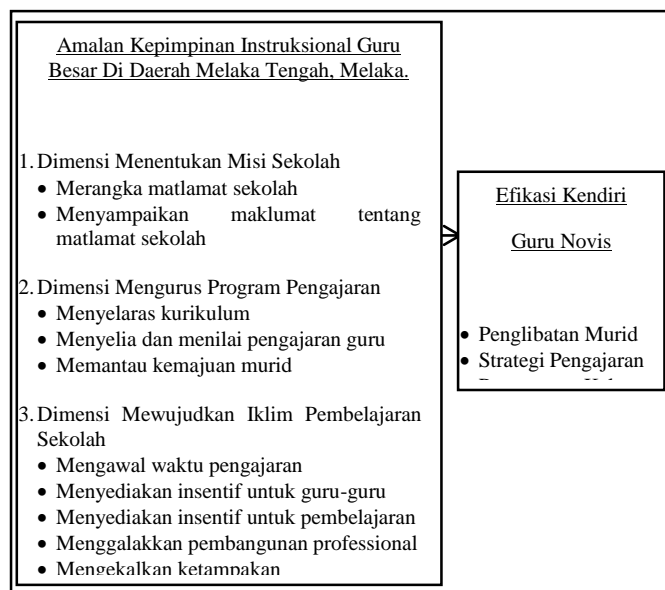 Amalan Kepimpinan Instruksional Guru
Besar Di Daerah Melaka Tengah, Melaka.
1. Dimensi Menentukan Misi Sekolah
• Merangka matlamat sekolah
• Menyampaikan maklumat tentang
matlamat sekolah
2. Dimensi Mengurus Program Pengajaran
• Menyelaras kurikulum
• Menyelia dan menilai pengajaran guru
• Memantau kemajuan murid
3. Dimensi Mewujudkan Iklim Pembelajaran
Sekolah
• Mengawal waktu pengajaran
• Menyediakan insentif untuk guru-guru
• Menyediakan insentif untuk pembelajaran
• Menggalakkan pembangunan professional
• Mengekalkan ketampakan
Efikasi Kendiri
Guru Novis
• Penglibatan Murid
• Strategi Pengajaran